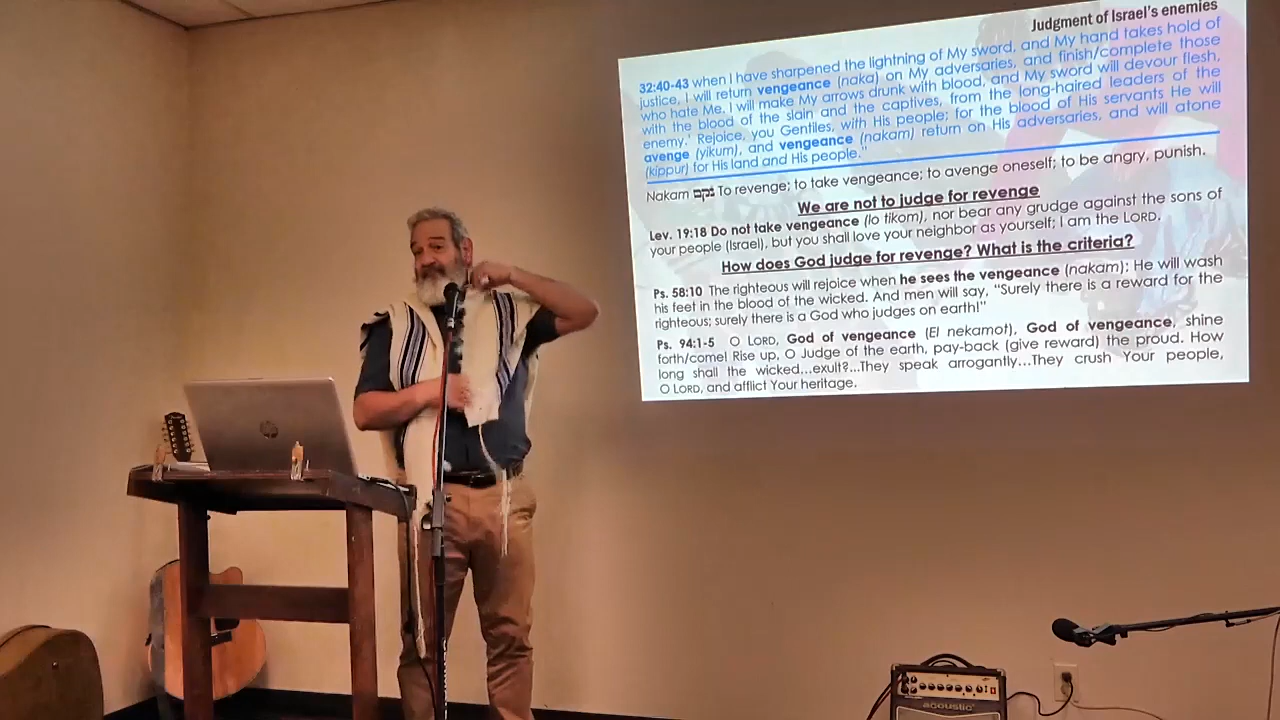 Judgment of Israel's enemies
32:40-43 when I have sharpened the lightning of My sword, and My hand takes hold of
justice, I will return vengeance (naka) on My adversaries, and finish/complete those
who hate Me. I will make My arrows drunk with blood, and My sword will devour flesh,
with the blood of the slain and the captives, from the long-haired leaders of the
enemy.' Rejoice, you Gentiles, with His people; for the blood of His servants He will
avenge (yikum), and vengeance (nakam) return on His adversaries, and will atone
(kippur) for His land and His people."
Nakam נקם To revenge; to take vengeance; to avenge oneself; to be angry, punish.
We are not to judge for revenge
Lev. 19:18 Do not take vengeance (lo tikom), nor bear any grudge against the sons of
your people (Israel), but you shall love your neighbor as yourself; I am the LORD.
How does God judge for revenge? What is the criteria?
Ps. 58:10 The righteous will rejoice when he sees the vengeance (nakam); He will wash
his feet in the blood of the wicked. And men will say, "Surely there is a reward for the
righteous; surely there is a God who judges on earth!"
Ps. 94:1-5 O LORD, God of vengeance (El nekamot), God of vengeance, shine
forth/come! Rise up, O Judge of the earth, pay-back (give reward) the proud. How
long shall the wicked...exult?...They speak arrogantly...They crush Your people,
O LORD, and afflict Your heritage.
hp
acoustic